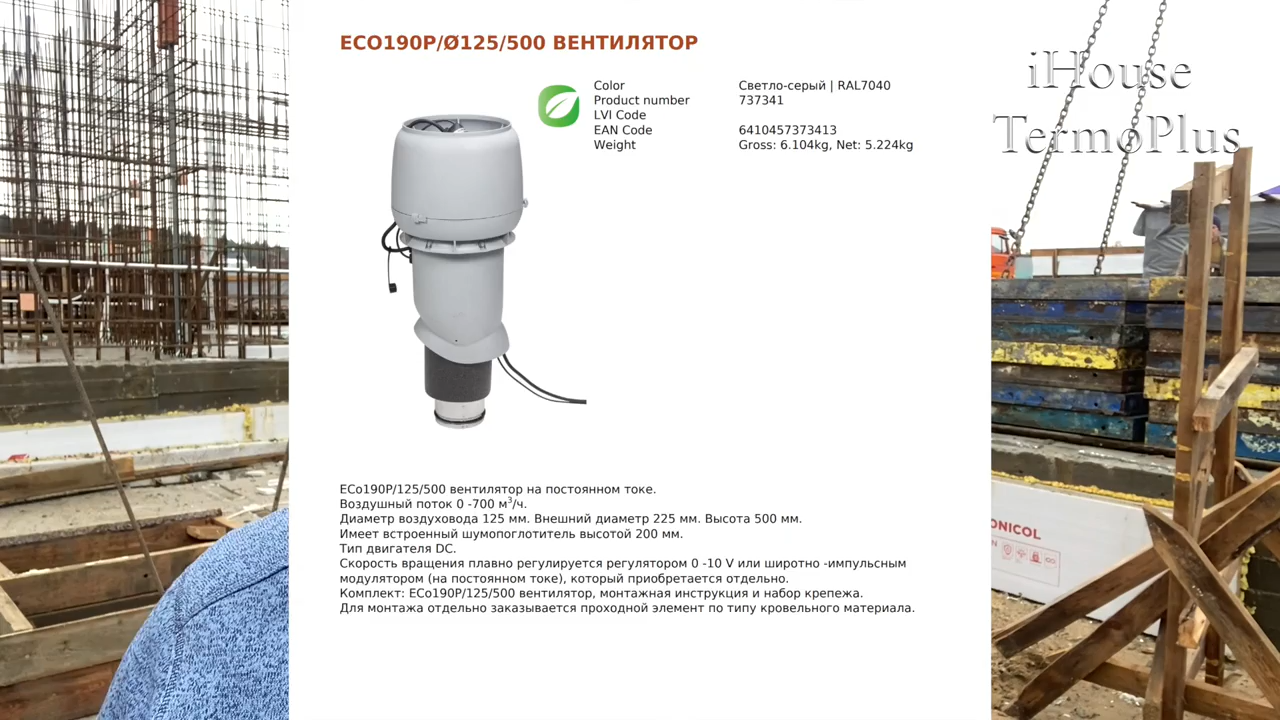 ECO190P/Ø125/500 ВЕНТИЛЯТОР
iHouse
TermoPlus
Color Светло-серый | RAL7040
Product number 737341
LVI Code
EAN Code 6410457373413
Weight Gross: 6.104kg, Net: 5.224kg
ECo190P/125/500 вентилятор на постоянном токе.
Воздушный поток 0 -700 м³/ч.
Диаметр воздуховода 125 мм. Внешний диаметр 225 мм. Высота 500 мм.
Имеет встроенный шумопоглотитель высотой 200 мм.
Тип двигателя DC.
Скорость вращения плавно регулируется регулятором 0 -10 V или широтно -импульсным
модулятором (на постоянном токе), который приобретается отдельно.
Комплект: ECo190P/125/500 вентилятор, монтажная инструкция и набор крепежа.
Для монтажа отдельно заказывается проходной элемент по типу кровельного материала.
ONICOL